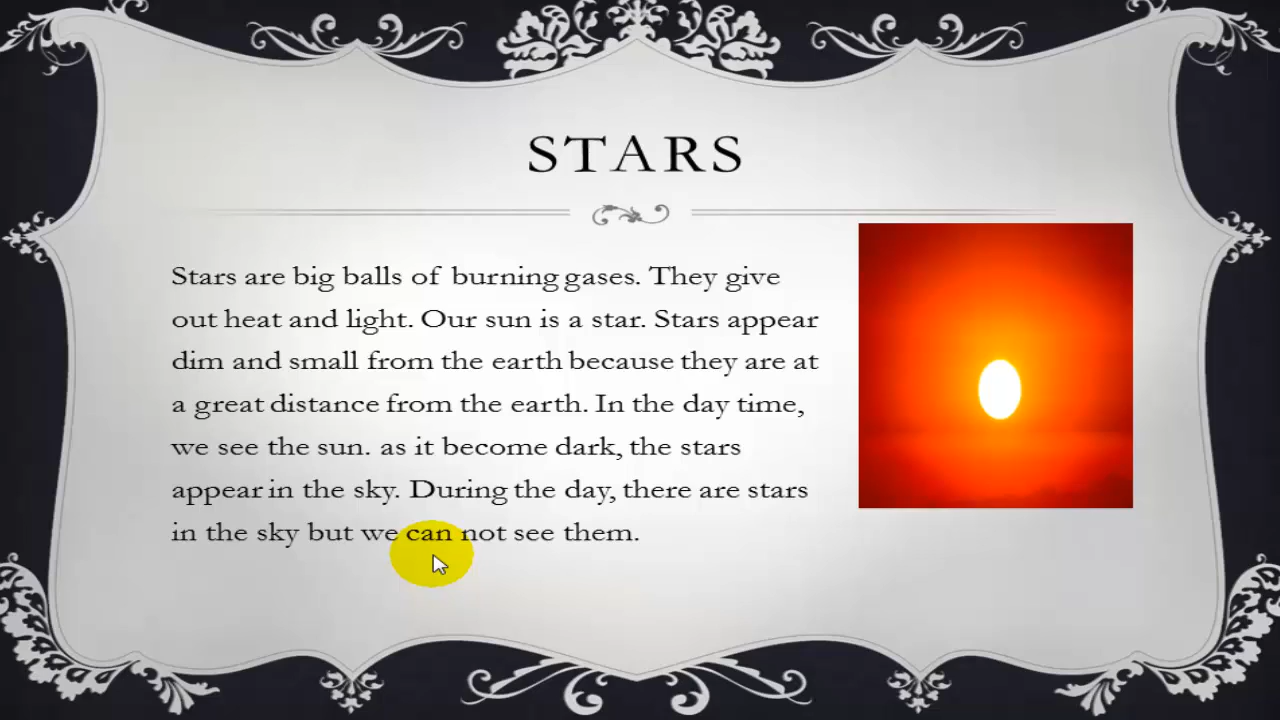 STARS
Stars are big balls of burning gases. They give
out heat and light. Our sun is a star. Stars appear
dim and small from the earth because they are at
a great distance from the earth. In the day time,
we see the sun. as it become dark, the stars
appear in the sky. During the day, there are stars
in the sky but we can not see them.